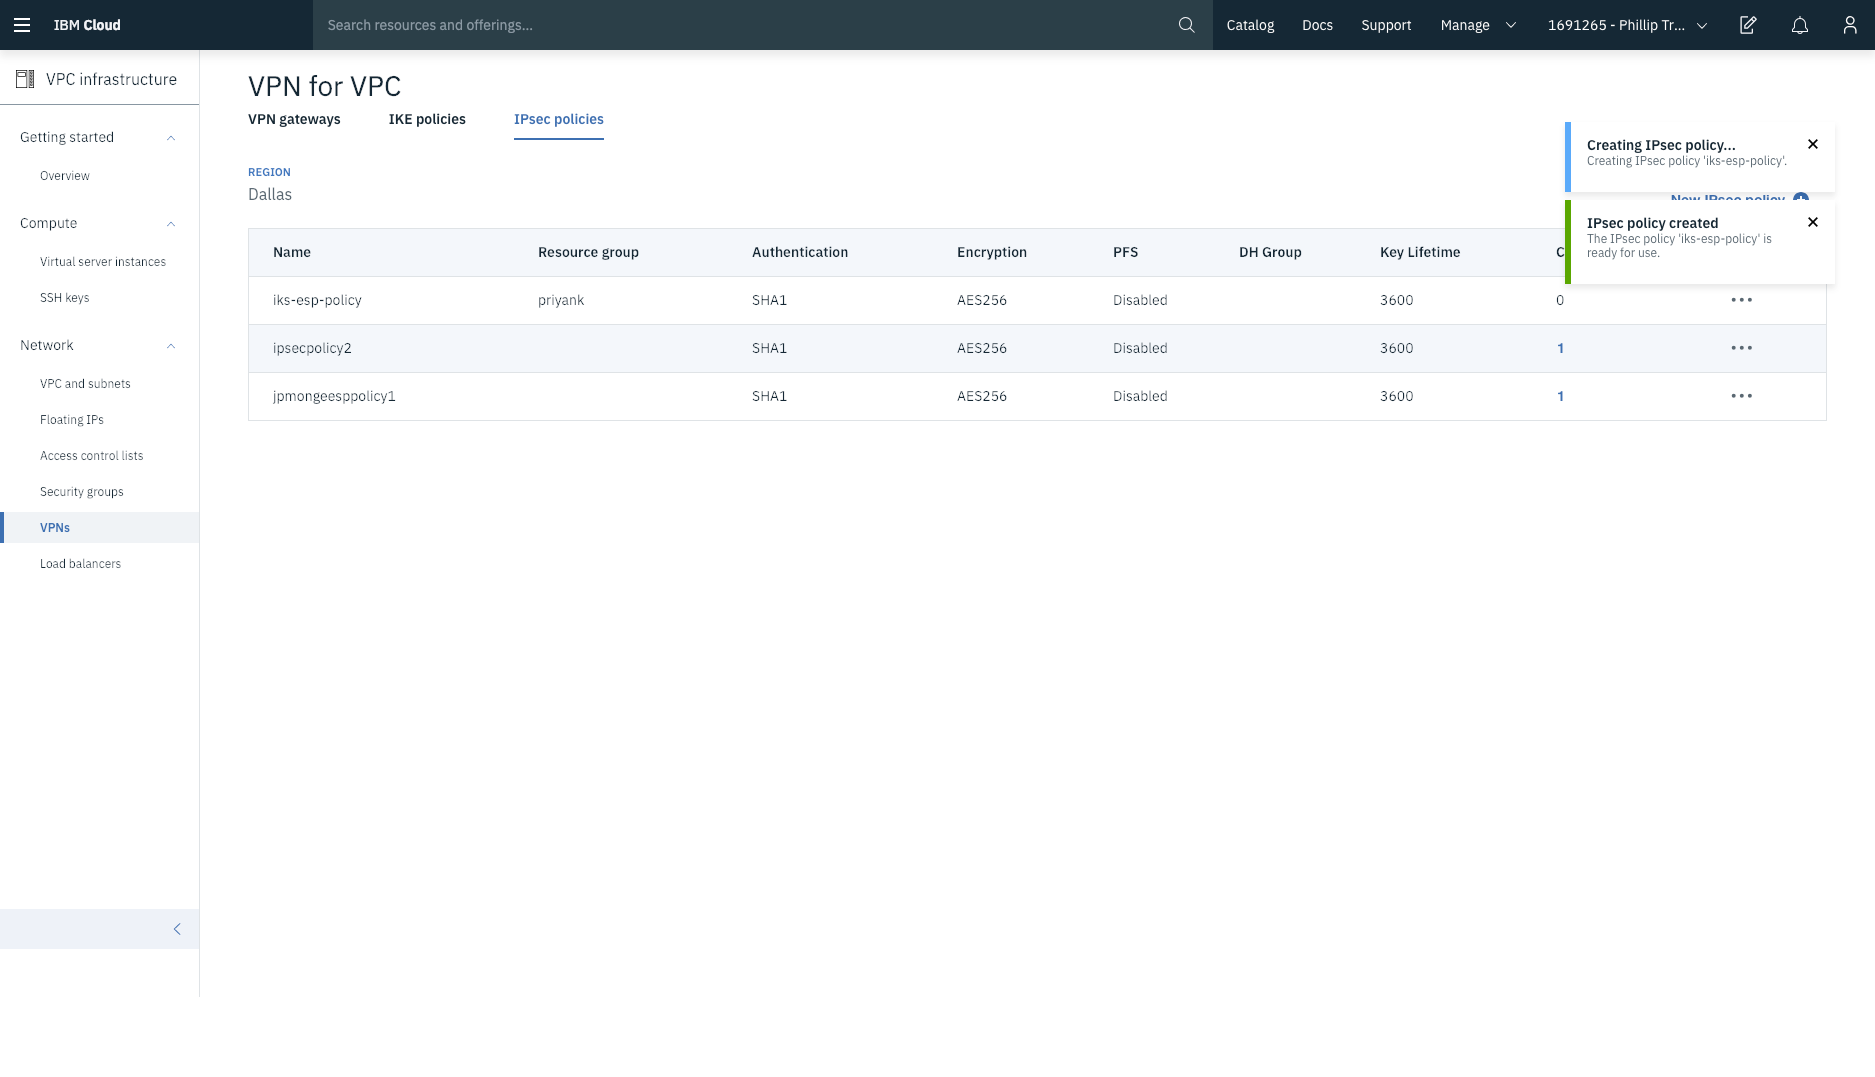 IBM Cloud
Search resources and offerings...
Catalog
Docs
Support
Manage
1691265 - Phillip Tr...
VPC infrastructure
Getting started
Overview
Compute
Virtual server instances
SSH keys
Network
VPC and subnets
Floating IPs
Access control lists
Security groups
VPNs
Load balancers
VPN for VPC
VPN gateways IKE policies IPsec policies
REGION
Dallas
Creating IPsec policy...
Creating IPsec policy 'iks-esp-policy'.
New IPsec policy
IPsec policy created
The IPsec policy 'iks-esp-policy' is
ready for use.
Name Resource group Authentication Encryption PFS DH Group Key Lifetime C
iks-esp-policy priyank SHA1 AES256 Disabled 3600 0
ipsecpolicy2 SHA1 AES256 Disabled 3600 1
jpmongeesppolicy1 SHA1 AES256 Disabled 3600 1